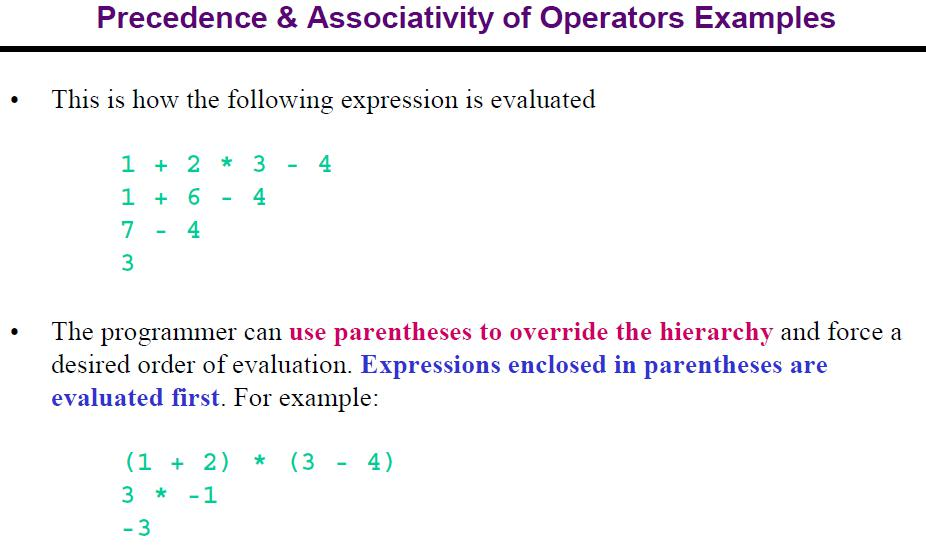 Precedence & Associativity of Operators Examples
• This is how the following expression is evaluated
1 + 2 * 3 - 4
1 + 6 - 4
7 - 4
3
• The programmer can use parentheses to override the hierarchy and force a
desired order of evaluation. Expressions enclosed in parentheses are
evaluated first. For example:
(1 + 2) * (3 - 4)
3 * -1
-3